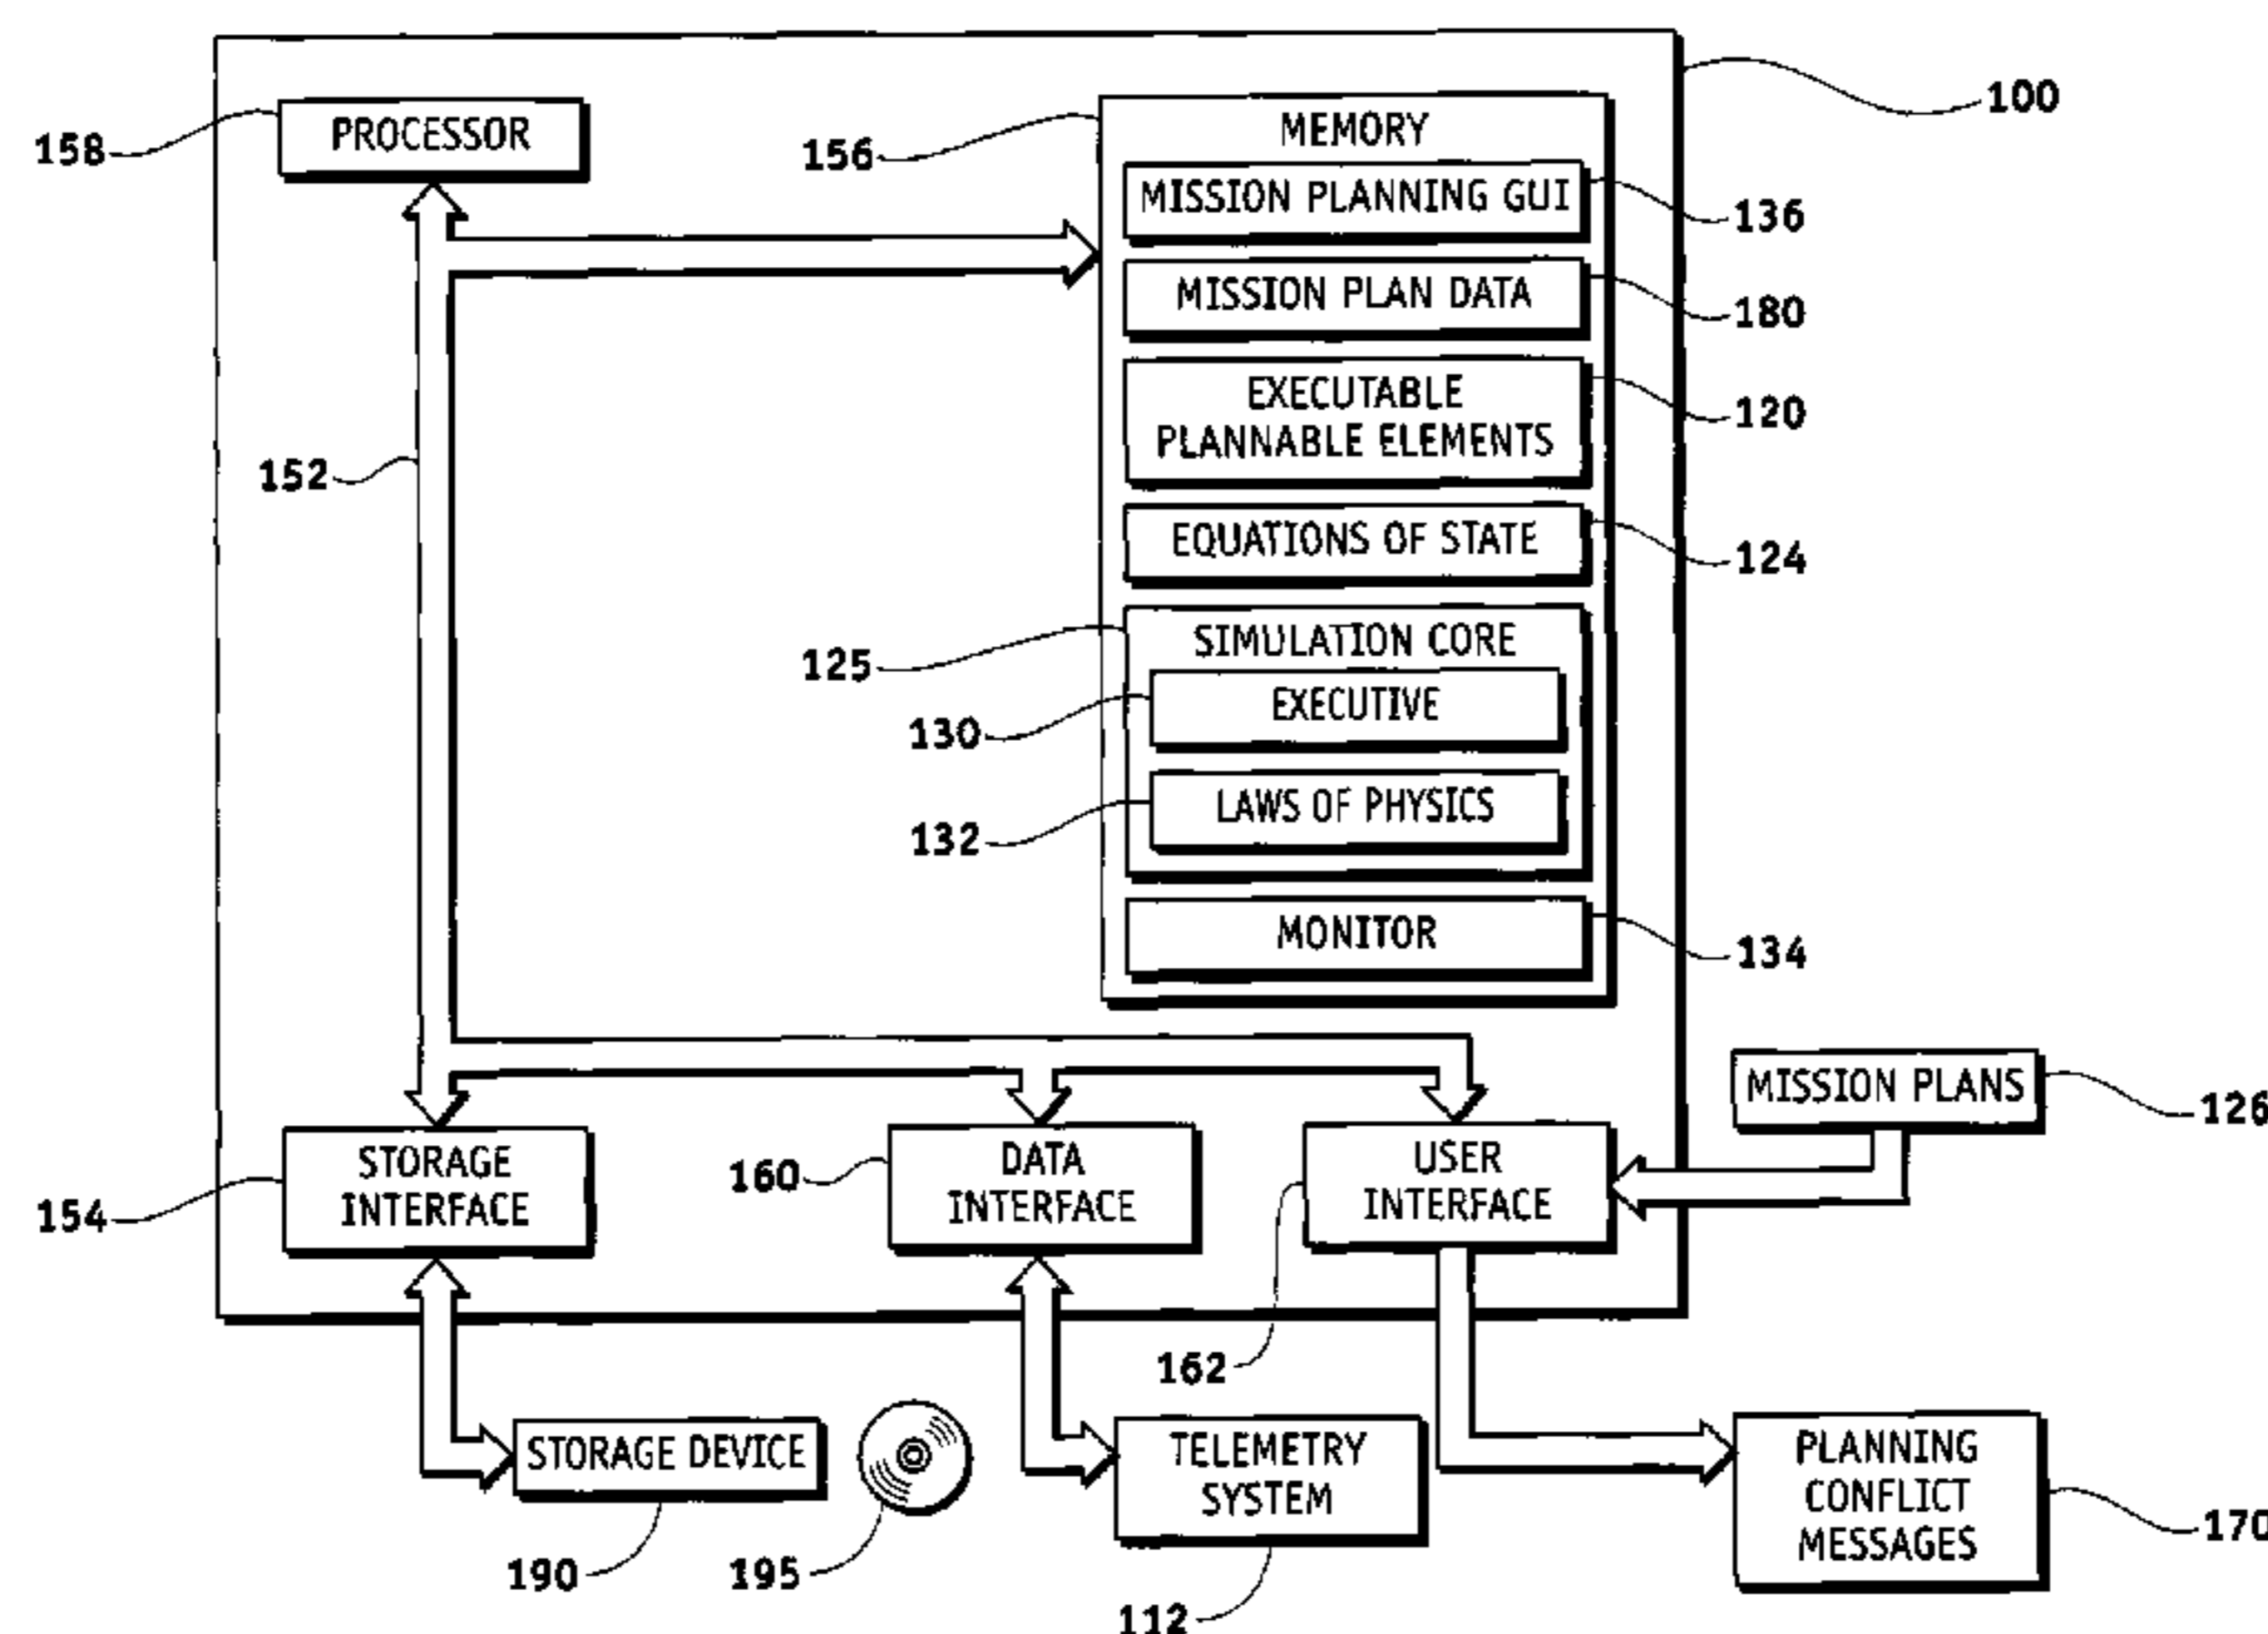 100
PROCESSOR
158
MEMORY
156
MISSION PLANNING GUI
136
MISSION PLAN DATA
180
EXECUTABLE
PLANNABLE ELEMENTS
120
152
EQUATIONS OF STATE
124
SIMULATION CORE
125
EXECUTIVE
130
LAWS OF PHYSICS
132
MONITOR
134
MISSION PLANS
126
STORAGE
INTERFACE
154
DATA
INTERFACE
160
USER
INTERFACE
162
STORAGE DEVICE
190
195
TELEMETRY
SYSTEM
112
PLANNING
CONFLICT
MESSAGES
170